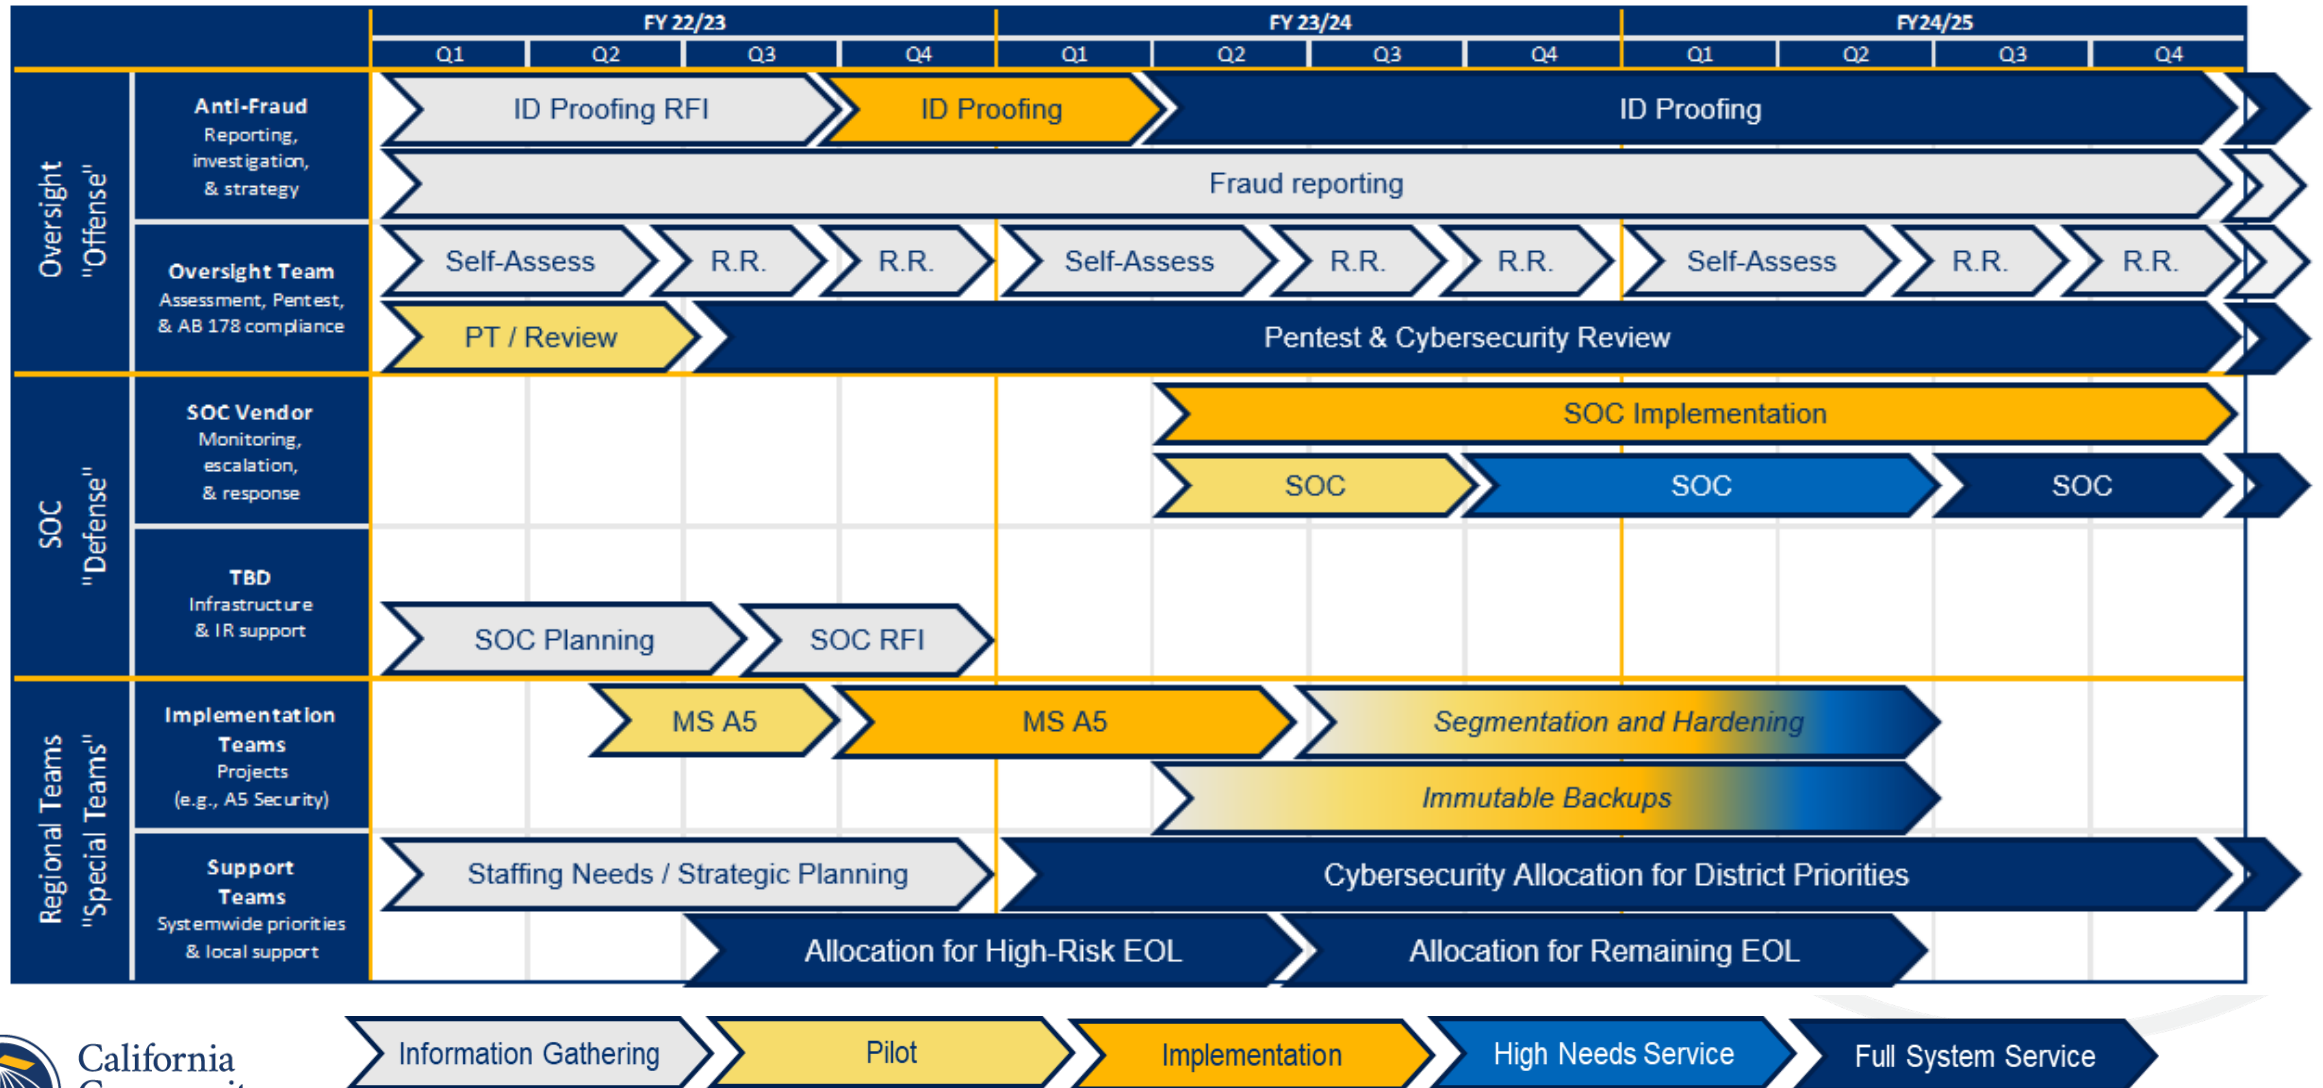 FY 22/23
FY 23/24
FY24/25
Q1
Q2
Q3
Q4
Q1
Q2
Q3
Q4
Q1
Q2
Q3
Q4
Oversight
"Offense"
Anti-Fraud
Reporting,
investigation,
& strategy
ID Proofing RFI
ID Proofing
ID Proofing
Fraud reporting
Oversight Team
Assessment, Pentest,
& AB 178 compliance
Self-Assess
R.R.
R.R.
Self-Assess
R.R.
R.R.
Self-Assess
R.R.
R.R.
PT / Review
Pentest & Cybersecurity Review
SOC
"Defense"
SOC Vendor
Monitoring,
escalation,
& response
SOC Implementation
SOC
SOC
SOC
TBD
Infrastructure
& IR support
SOC Planning
SOC RFI
Regional Teams
"Special Teams"
Implementation
Teams
Projects
(e.g., A5 Security)
MS A5
MS A5
Segmentation and Hardening
Immutable Backups
Support
Teams
Systemwide priorities
& local support
Staffing Needs / Strategic Planning
Cybersecurity Allocation for District Priorities
Allocation for High-Risk EOL
Allocation for Remaining EOL
California
Information Gathering
Pilot
Implementation
High Needs Service
Full System Service